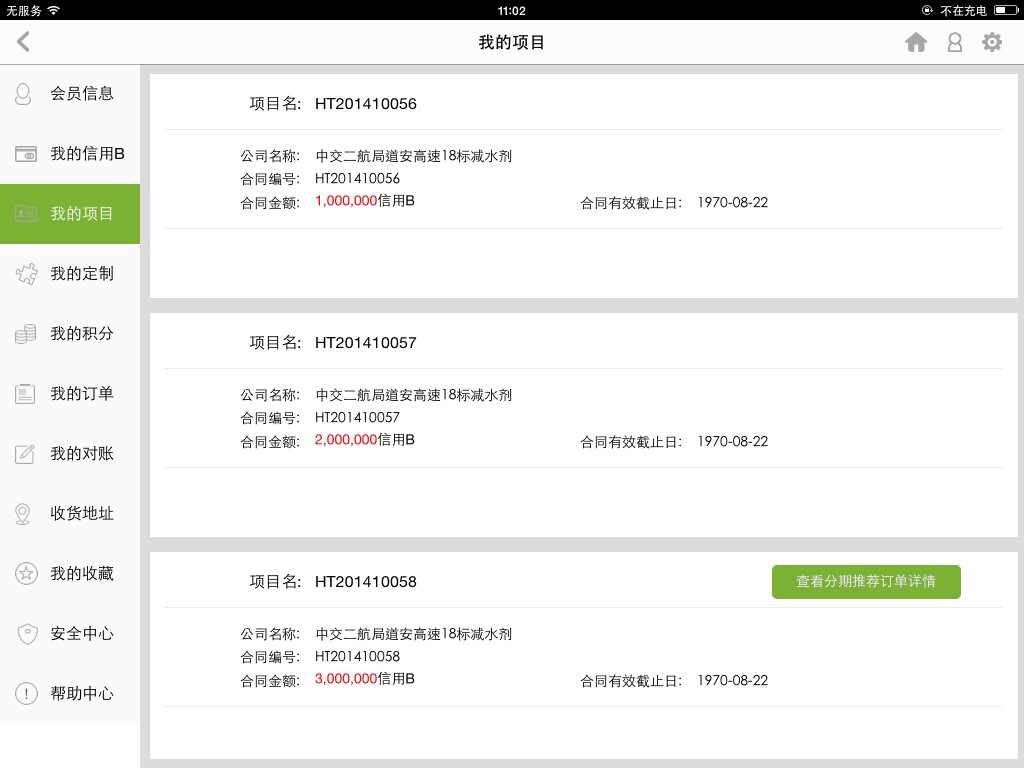 无服务 11:02 不在充电
我的项目
会员信息
我的信用B
我的项目
我的定制
我的积分
我的订单
我的对账
收货地址
我的收藏
安全中心
帮助中心
项目名: HT201410056
公司名称: 中交二航局道安高速18标减水剂
合同编号: HT201410056
合同金额: 1,000,000信用B 合同有效截止日: 1970-08-22
项目名: HT201410057
公司名称: 中交二航局道安高速18标减水剂
合同编号: HT201410057
合同金额: 2,000,000信用B 合同有效截止日: 1970-08-22
项目名: HT201410058 查看分期推荐订单详情
公司名称: 中交二航局道安高速18标减水剂
合同编号: HT201410058
合同金额: 3,000,000信用B 合同有效截止日: 1970-08-22